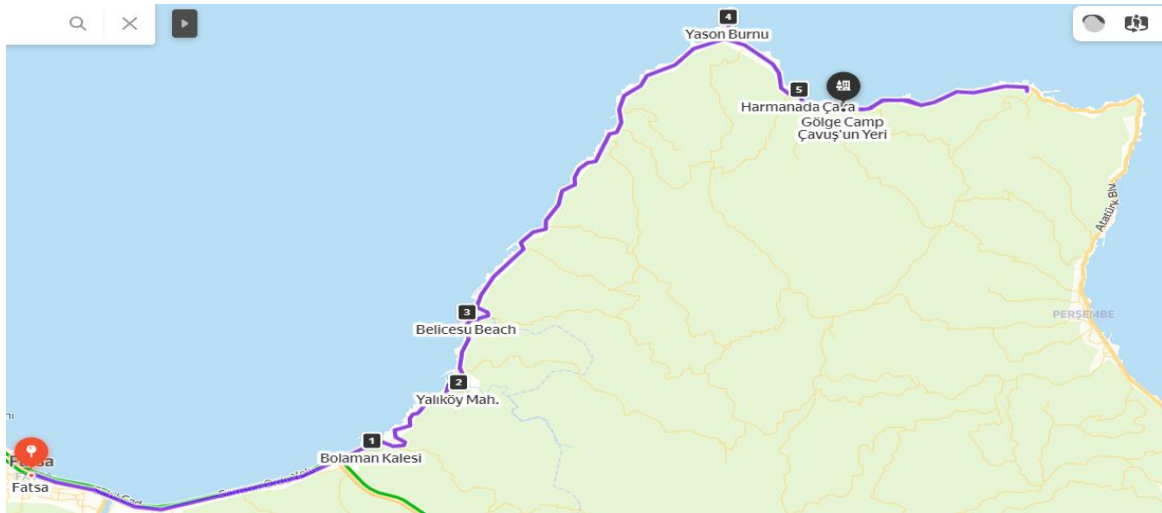 4
Yason Burnu
5
Harmanada Çaya
Gölge Camp
Çavuş'un Yeri
Atatürk Blv
3
Belicesu Beach
PERŞEMBE
2
Yalıköy Mah.
1
Bolaman Kalesi
Fatsa
Fatsa